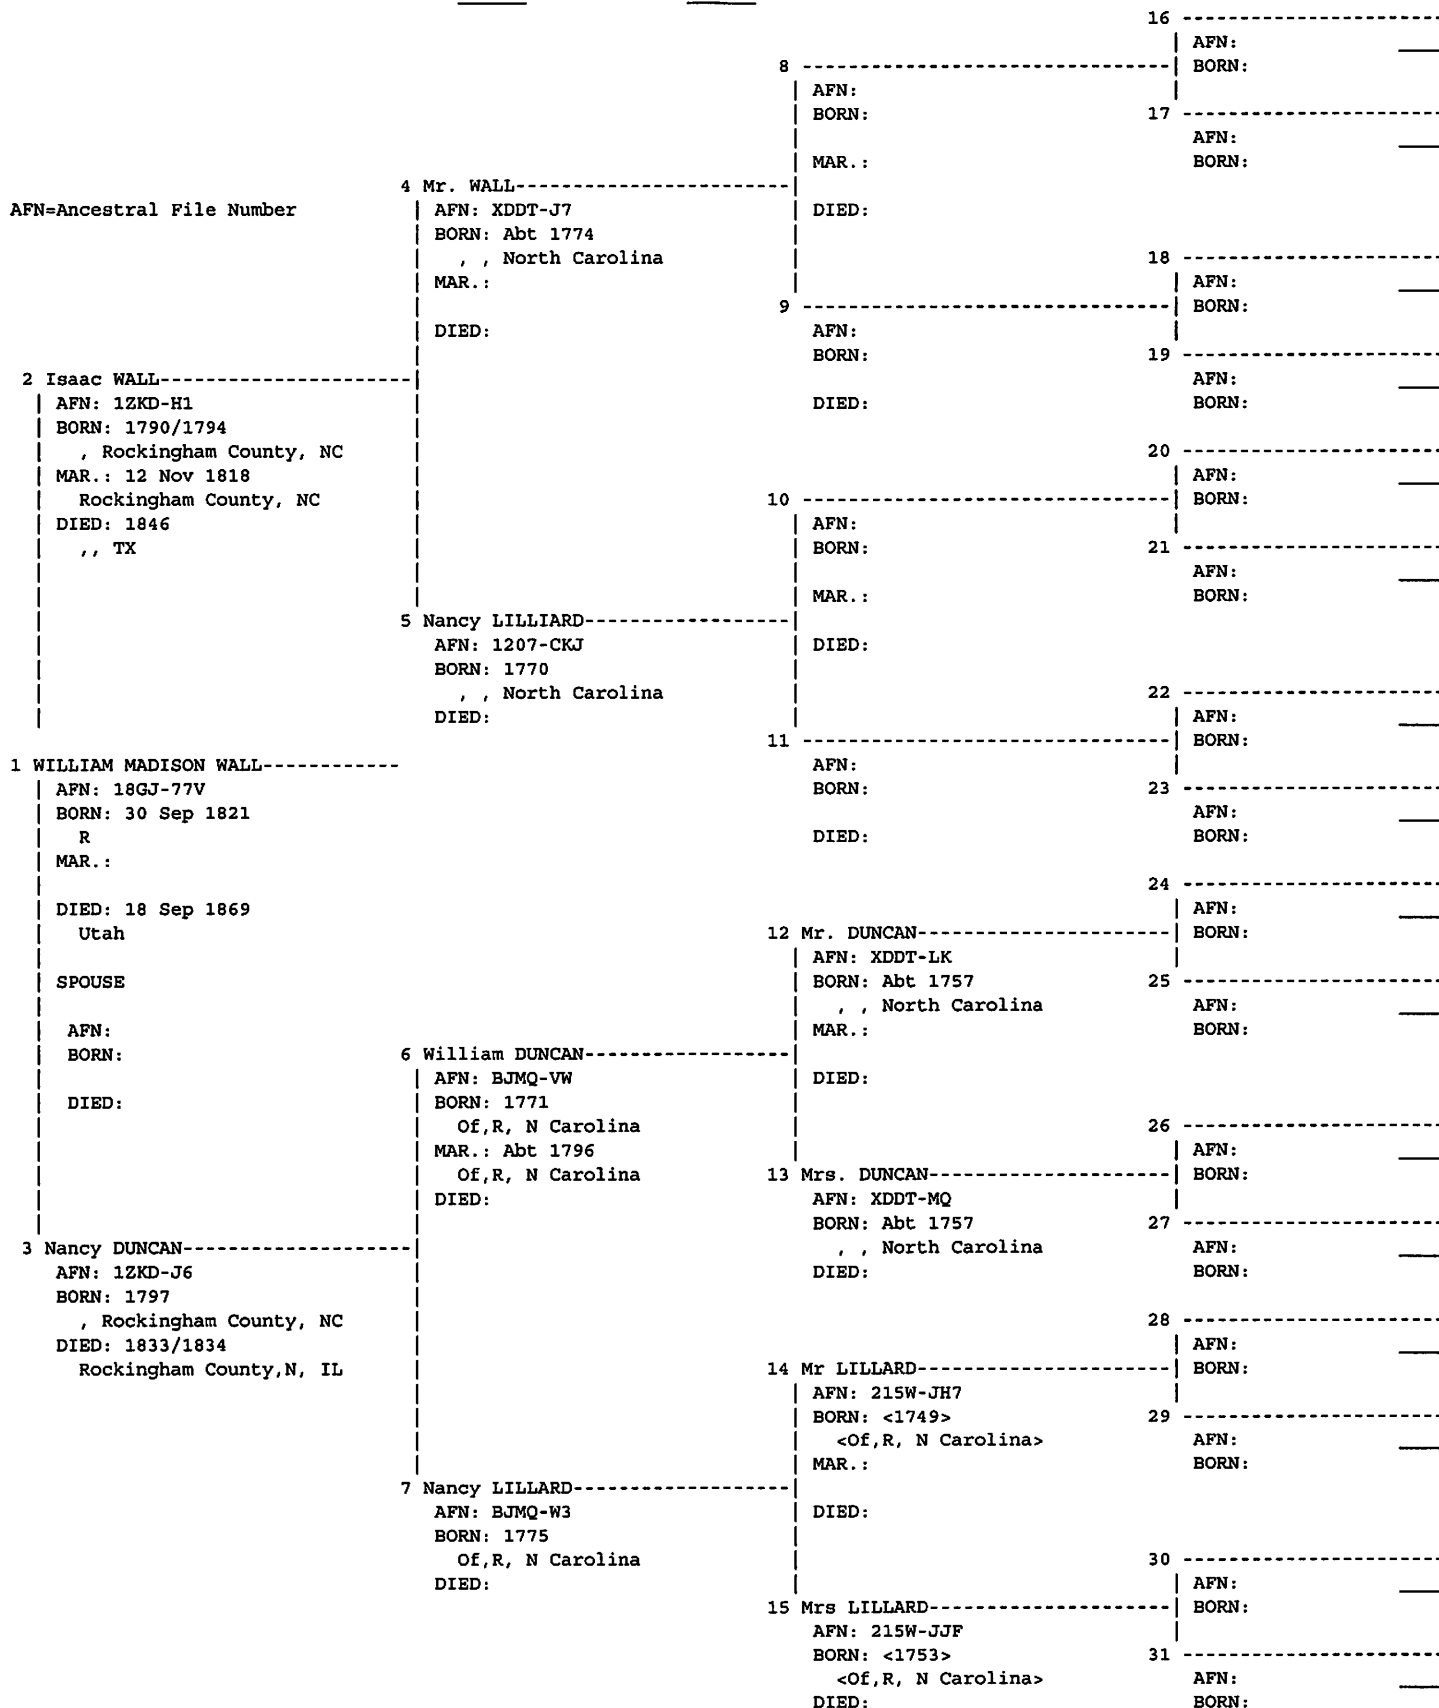 AFN=Ancestral File Number
2 Isaac WALL--------------------
AFN: 1ZKD-H1
BORN: 1790/1794
, Rockingham County, NC
MAR.: 12 Nov 1818
Rockingham County, NC
DIED: 1846
,, TX
1 WILLIAM MADISON WALL------------
AFN: 18GJ-77V
BORN: 30 Sep 1821
R
MAR.:
DIED: 18 Sep 1869
Utah
SPOUSE
AFN:
BORN:
DIED:
3 Nancy DUNCAN--------------------
AFN: 1ZKD-J6
BORN: 1797
, Rockingham County, NC
DIED: 1833/1834
Rockingham County,N, IL
4 Mr. WALL------------------------
AFN: XDDT-J7
BORN: Abt 1774
, , North Carolina
MAR.:
DIED:
5 Nancy LILLIARD------------------
AFN: 1207-CKJ
BORN: 1770
, , North Carolina
DIED:
6 William DUNCAN------------------
AFN: BJMQ-VW
BORN: 1771
Of,R, N Carolina
MAR.: Abt 1796
Of,R, N Carolina
DIED:
7 Nancy LILLARD-------------------
AFN: BJMQ-W3
BORN: 1775
Of,R, N Carolina
DIED:
8 --------------------------------
AFN:
BORN:
MAR.:
DIED:
9 --------------------------------
AFN:
BORN:
DIED:
10 --------------------------------
AFN:
BORN:
MAR.:
DIED:
11 --------------------------------
AFN:
BORN:
DIED:
12 Mr. DUNCAN----------------------
AFN: XDDT-LK
BORN: Abt 1757
, , North Carolina
MAR.:
DIED:
13 Mrs. DUNCAN---------------------
AFN: XDDT-MQ
BORN: Abt 1757
, , North Carolina
DIED:
14 Mr LILLARD----------------------
AFN: 215W-JH7
BORN: <1749>
<Of,R, N Carolina>
MAR.:
DIED:
15 Mrs LILLARD---------------------
AFN: 215W-JJF
BORN: <1753>
<Of,R, N Carolina>
DIED:
16 ----------------------
AFN:
BORN:
17 ----------------------
AFN:
BORN:
18 ----------------------
AFN:
BORN:
19 ----------------------
AFN:
BORN:
20 ----------------------
AFN:
BORN:
21 ----------------------
AFN:
BORN:
22 ----------------------
AFN:
BORN:
23 ----------------------
AFN:
BORN:
24 ----------------------
AFN:
BORN:
25 ----------------------
AFN:
BORN:
26 ----------------------
AFN:
BORN:
27 ----------------------
AFN:
BORN:
28 ----------------------
AFN:
BORN:
29 ----------------------
AFN:
BORN:
30 ----------------------
AFN:
BORN:
31 ----------------------
AFN:
BORN: